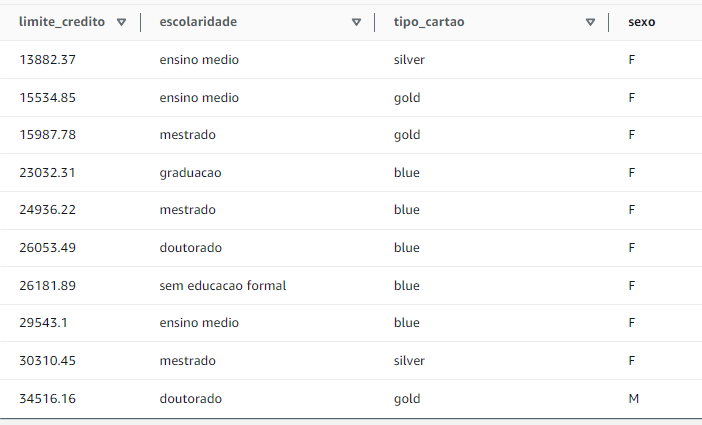 limite_credito escolaridade tipo_cartao sexo
13882.37 ensino medio silver F
15534.85 ensino medio gold F
15987.78 mestrado gold F
23032.31 graduacao blue F
24936.22 mestrado blue F
26053.49 doutorado blue F
26181.89 sem educacao formal blue F
29543.1 ensino medio blue F
30310.45 mestrado silver F
34516.16 doutorado gold M